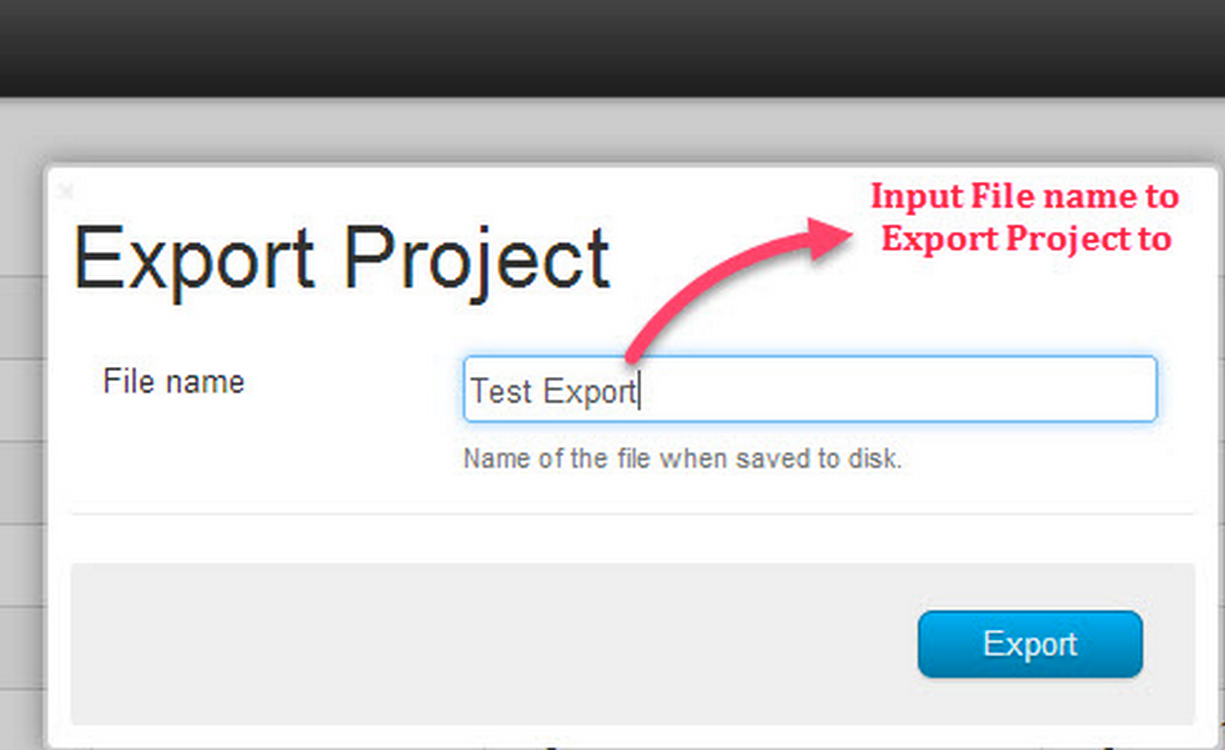 Input File name to
Export Project to
Export Project
File name
Test Export
Name of the file when saved to disk.
Export